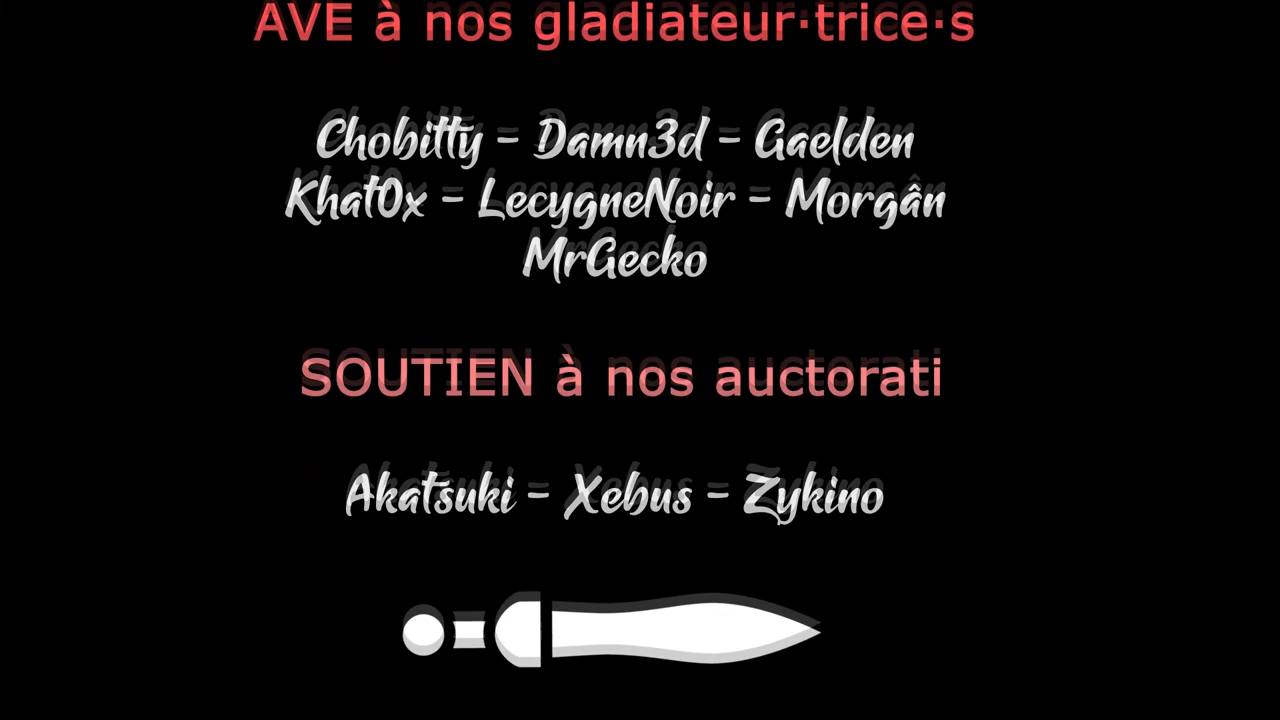 AVE à nos gladiateur·trice·s
Chobitty = Damn3d = Gaelden
Khat0x = LecygneNoir = Morgân
MrGecko
SOUTIEN à nos auctorati
Akatsuki = Xebus = Zykino